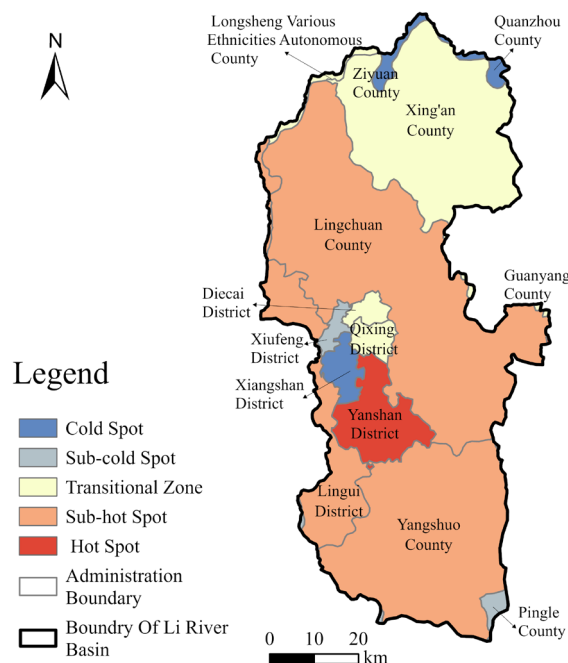 Longsheng Various
Ethnicities Autonomous
County
Quanzhou
County
N
Ziyuan
County
Xing'an
County
Lingchuan
County
Guanyang
County
Diecai
District
Qixing
District
Xiufeng
District
Xiangshan
District
Yanshan
District
Lingui
District
Yangshuo
County
Pingle
County
Legend
Cold Spot
Sub-cold Spot
Transitional Zone
Sub-hot Spot
Hot Spot
Administration
Boundary
Boundry Of Li River
Basin
0 10 20
km